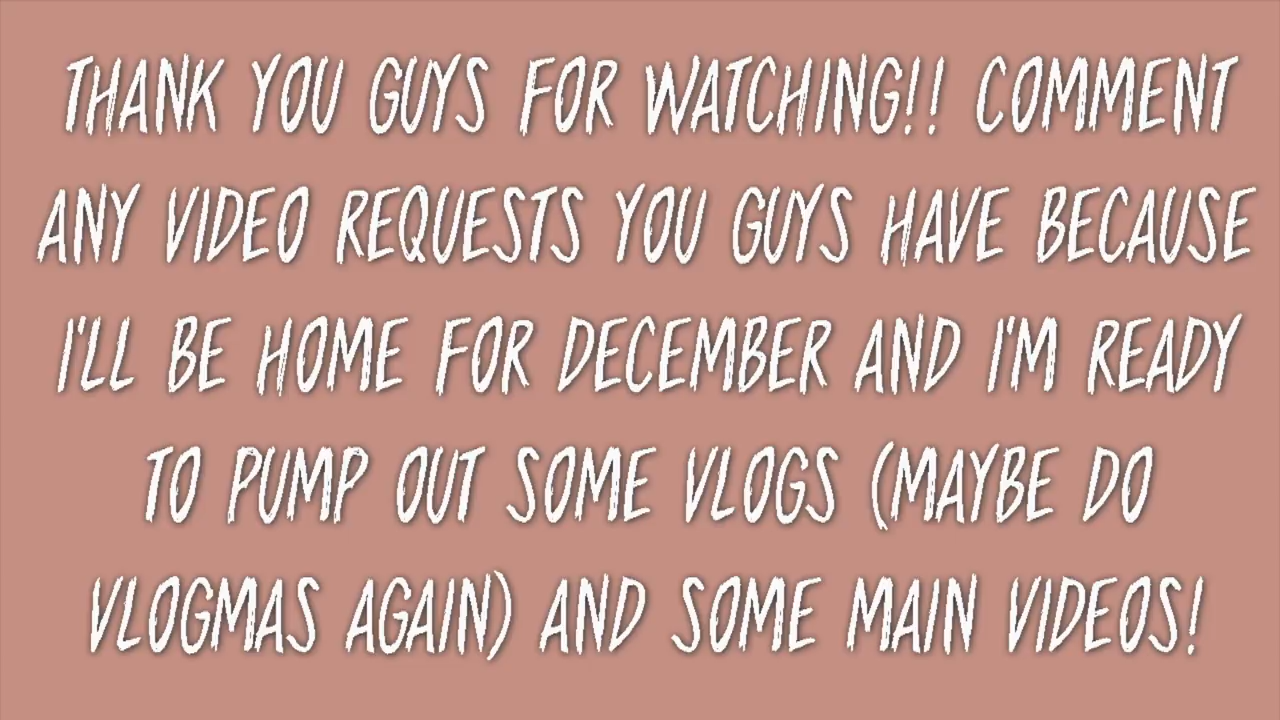 THANK YOU GUYS FOR WATCHING!! COMMENT
ANY VIDEO REQUESTS YOU GUYS HAVE BECAUSE
I'LL BE HOME FOR DECEMBER AND I'M READY
TO PUMP OUT SOME VLOGS (MAYBE DO
VLOGMAS AGAIN) AND SOME MAIN VIDEOS!